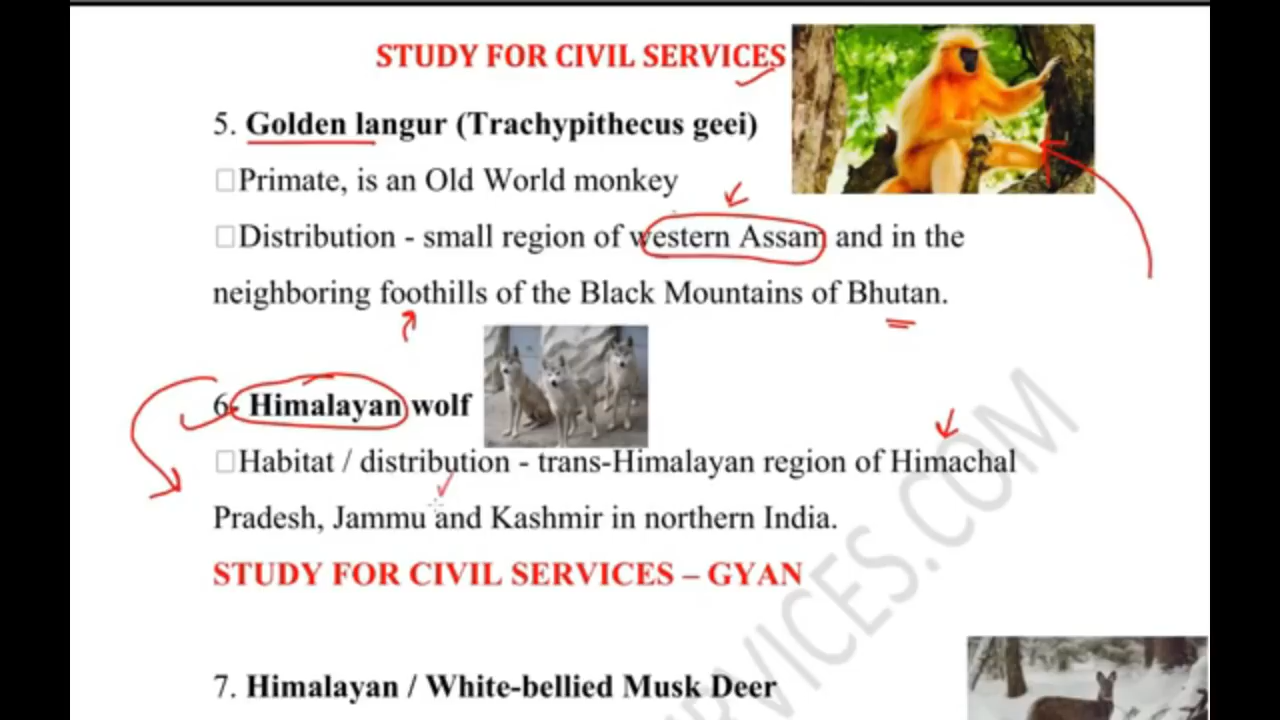 STUDY FOR CIVIL SERVICES
5. Golden langur (Trachypithecus geei)
Primate, is an Old World monkey
Distribution - small region of western Assam and in the
neighboring foothills of the Black Mountains of Bhutan.
6. Himalayan wolf
Habitat / distribution - trans-Himalayan region of Himachal
Pradesh, Jammu and Kashmir in northern India.
STUDY FOR CIVIL SERVICES – GYAN
7. Himalayan / White-bellied Musk Deer
RVICES.COM